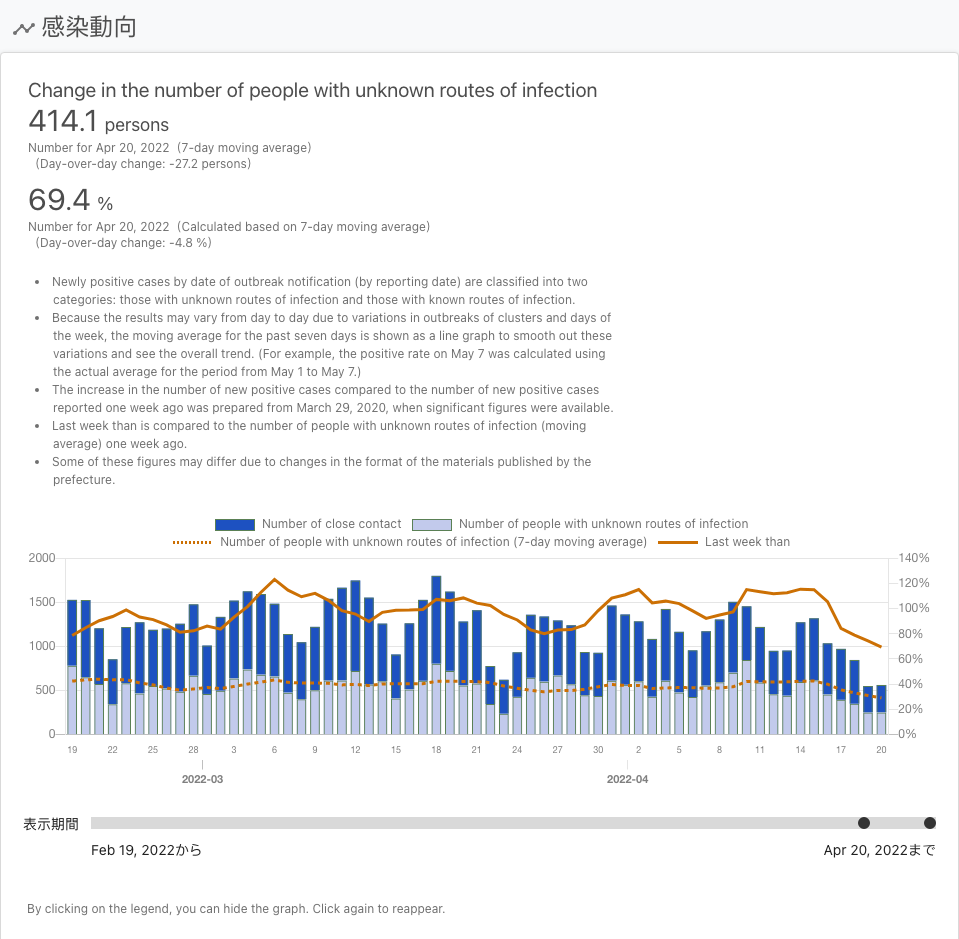 感染動向
Change in the number of people with unknown routes of infection
414.1 persons
Number for Apr 20, 2022 (7-day moving average)
(Day-over-day change: -27.2 persons)
69.4 %
Number for Apr 20, 2022 (Calculated based on 7-day moving average)
(Day-over-day change: -4.8 %)
• Newly positive cases by date of outbreak notification (by reporting date) are classified into two
categories: those with unknown routes of infection and those with known routes of infection.
• Because the results may vary from day to day due to variations in outbreaks of clusters and days of
the week, the moving average for the past seven days is shown as a line graph to smooth out these
variations and see the overall trend. (For example, the positive rate on May 7 was calculated using
the actual average for the period from May 1 to May 7.)
• The increase in the number of new positive cases compared to the number of new positive cases
reported one week ago was prepared from March 29, 2020, when significant figures were available.
• Last week than is compared to the number of people with unknown routes of infection (moving
average) one week ago.
• Some of these figures may differ due to changes in the format of the materials published by the
prefecture.
Number of close contact Number of people with unknown routes of infection
Number of people with unknown routes of infection (7-day moving average) Last week than
2000 140%
120%
1500 100%
1000 80%
60%
500 40%
20%
0 0%
19 22 25 28 3 6 9 12 15 18 21 24 27 30 2 5 8 11 14 17 20
2022-03 2022-04
表示期間
Feb 19, 2022から Apr 20, 2022まで
By clicking on the legend, you can hide the graph. Click again to reappear.